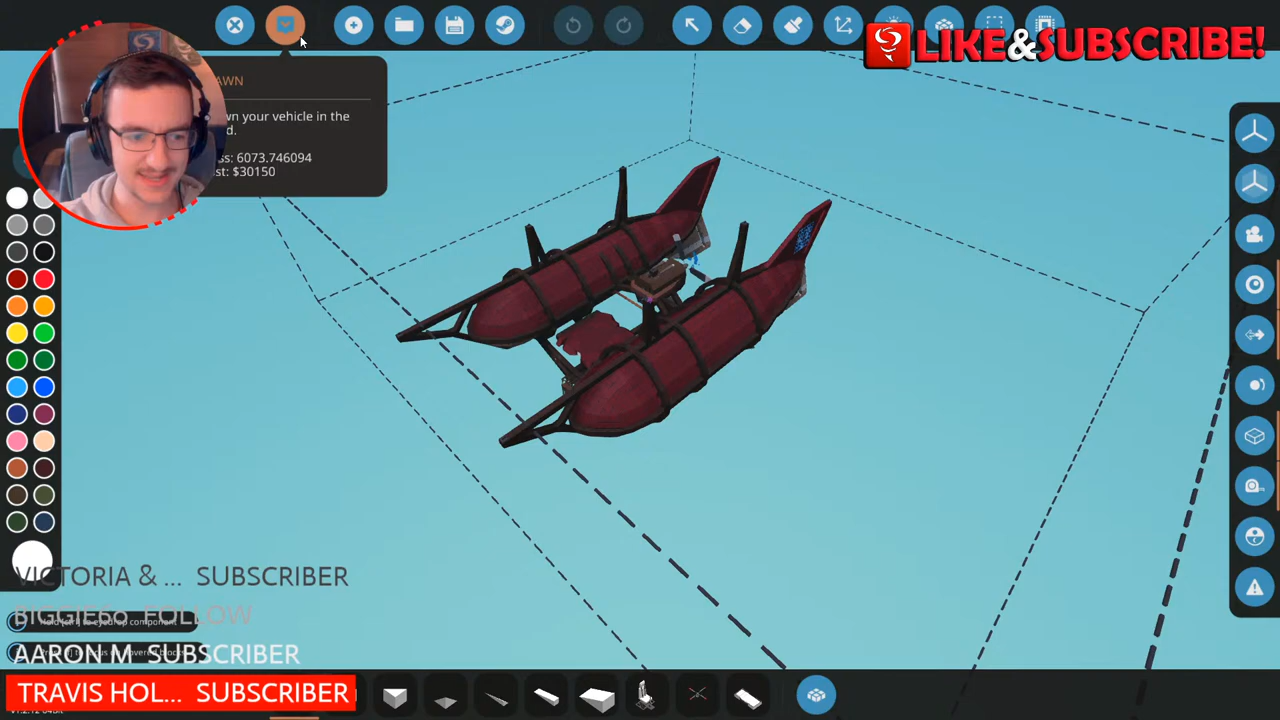 LIKE&SUBSCRIBE!
AWN
wn your vehicle in the
d.
ss: 6073.746094
st: $30150
VICTORIA & ... SUBSCRIBER
BIGGIE60 FOLLOW
AARON M SUBSCRIBER
TRAVIS HOL... SUBSCRIBER